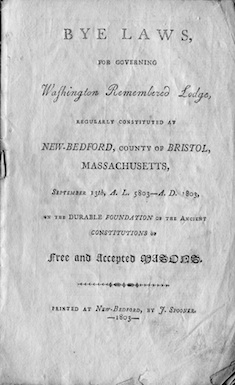 BYE LAWS,
FOR GOVERNING
Washington Remembered Lodge,
REGURARLY CONSTITUTED AT
NEW-BEDFORD, COUNTY OF BRISTOL,
MASSACHUSETTS,
SEPTEMBER 15th, A. L. 5803—A. D. 1803,
ON THE DURABLE FOUNDATION OF THE ANCIENT
CONSTITUTIONS of
Free and Accepted MASONS.
PRINTED AT NEW-BEDFORD, BY J. SPOONER.
—1803—